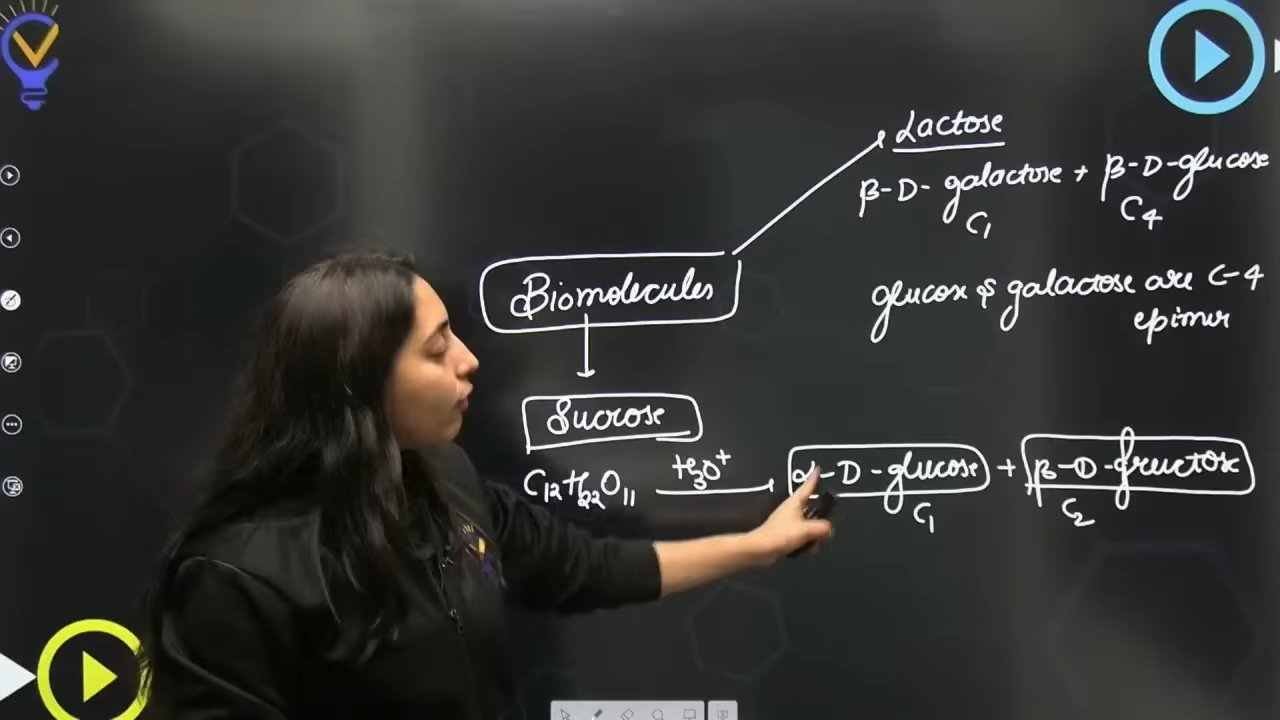 Lactose
β-D-galactose + β-D-glucose
C1 C4
Biomolecules
glucose & galactose are C-4
epimer
Sucrose
C12H22O11 H3O+ α-D-glucose + β-D-fructose
C1 C2